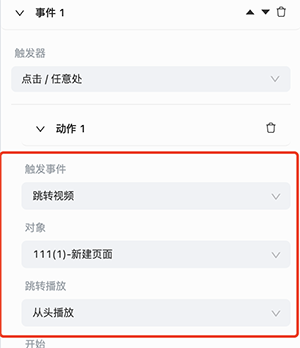 事件 1
触发器
点击 / 任意处
动作 1
触发事件
跳转视频
对象
111(1)-新建页面
跳转播放
从头播放
开始